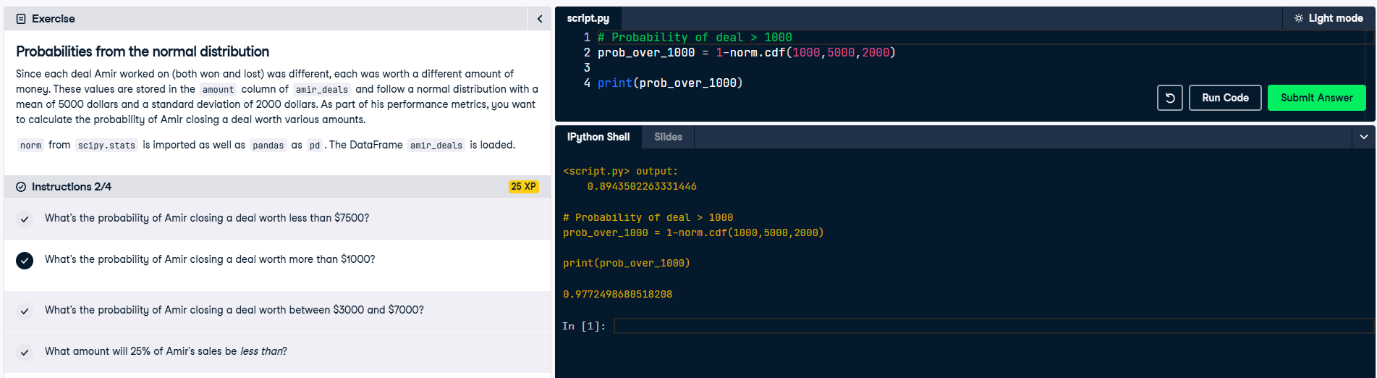 Exercise
Probabilities from the normal distribution
Since each deal Amir worked on (both won and lost) was different, each was worth a different amount of
money. These values are stored in the amount column of amir_deals and follow a normal distribution with a
mean of 5000 dollars and a standard deviation of 2000 dollars. As part of his performance metrics, you want
to calculate the probability of Amir closing a deal worth various amounts.
norm from scipy.stats is imported as well as pandas as pd . The DataFrame amir_deals is loaded.
Instructions 2/4
25 XP
What's the probability of Amir closing a deal worth less than $7500?
What's the probability of Amir closing a deal worth more than $1000?
What's the probability of Amir closing a deal worth between $3000 and $7000?
What amount will 25% of Amir's sales be less than?
script.py
Light mode
1 # Probability of deal > 1000
2 prob_over_1000 = 1-norm.cdf(1000,5000,2000)
3
4 print(prob_over_1000)
Run Code
Submit Answer
IPython Shell
Slides
<script.py> output:
0.8943502263331446
# Probability of deal > 1000
prob_over_1000 = 1-norm.cdf(1000,5000,2000)
print(prob_over_1000)
0.9772498680518208
In [1]: